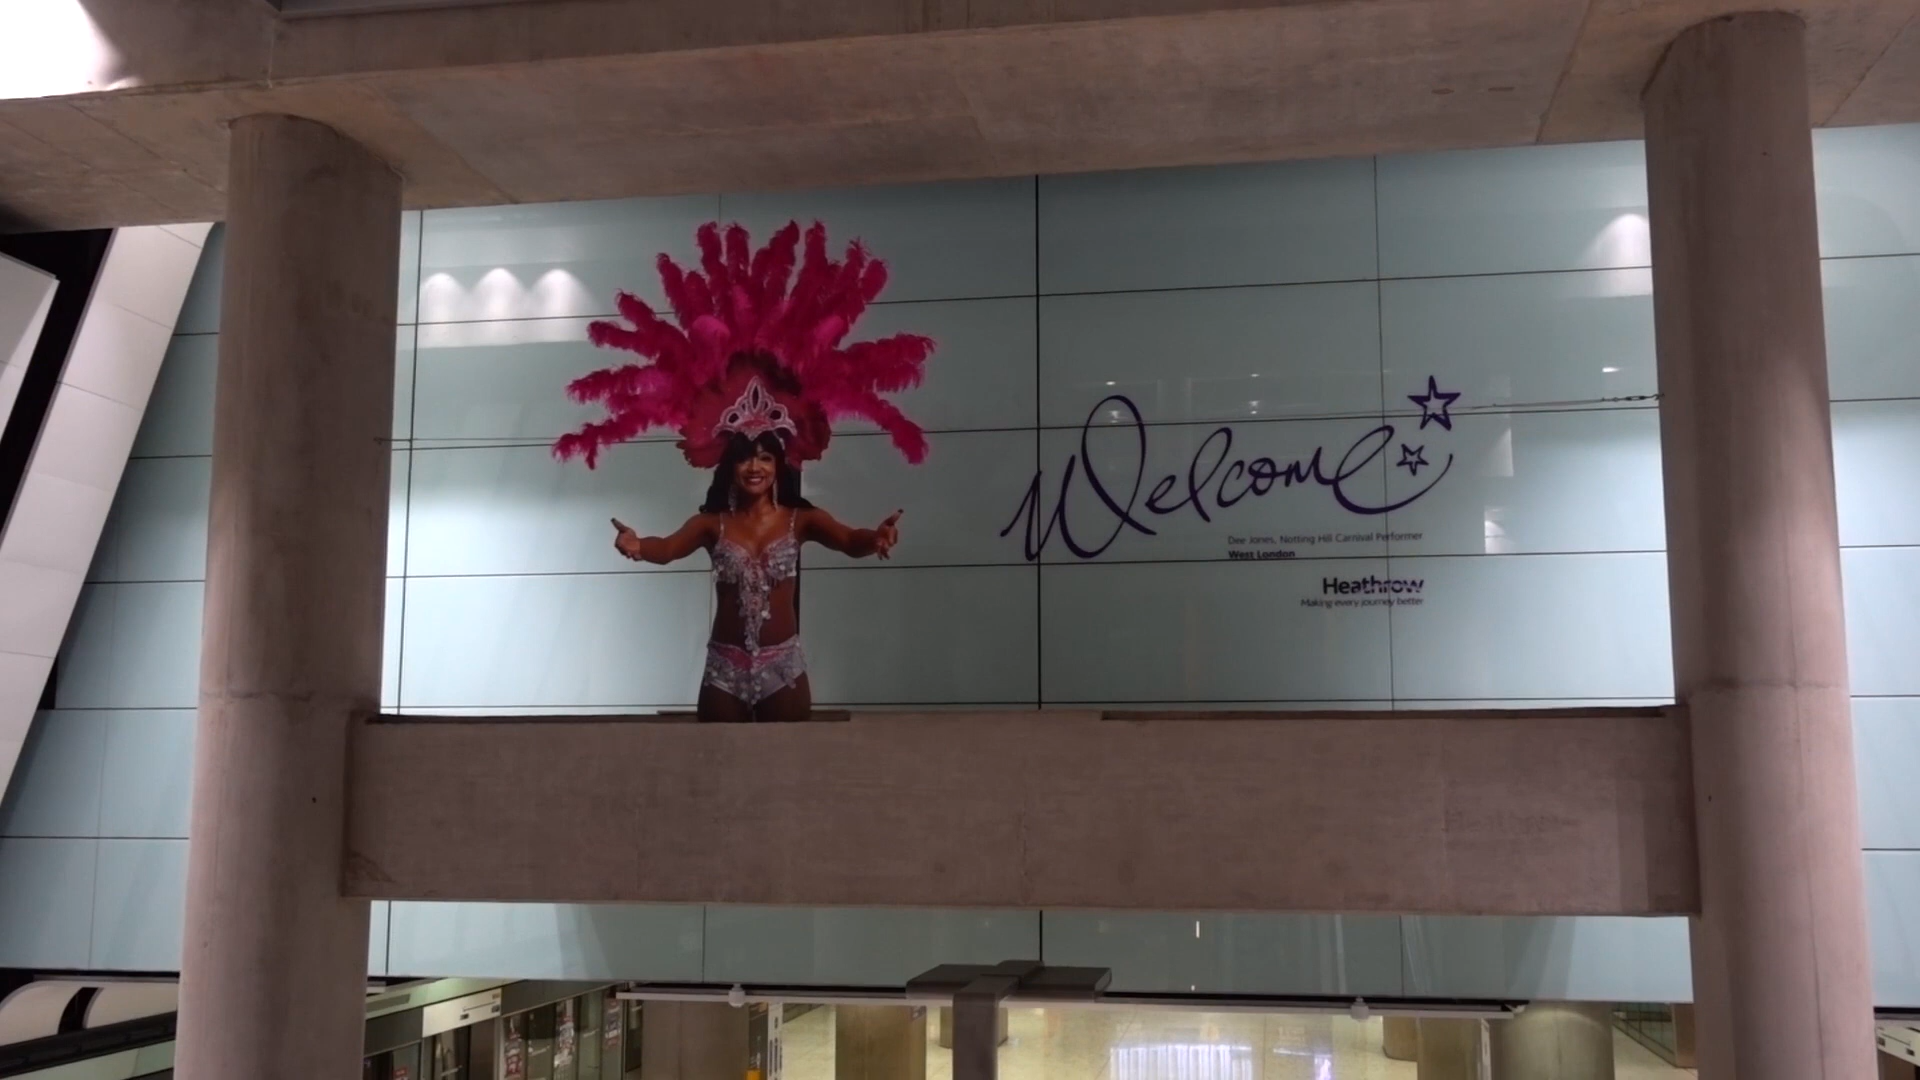 Welcome
Dee Jones, Notting Hill Carnival Performer
West London
Heathrow
Making every journey better